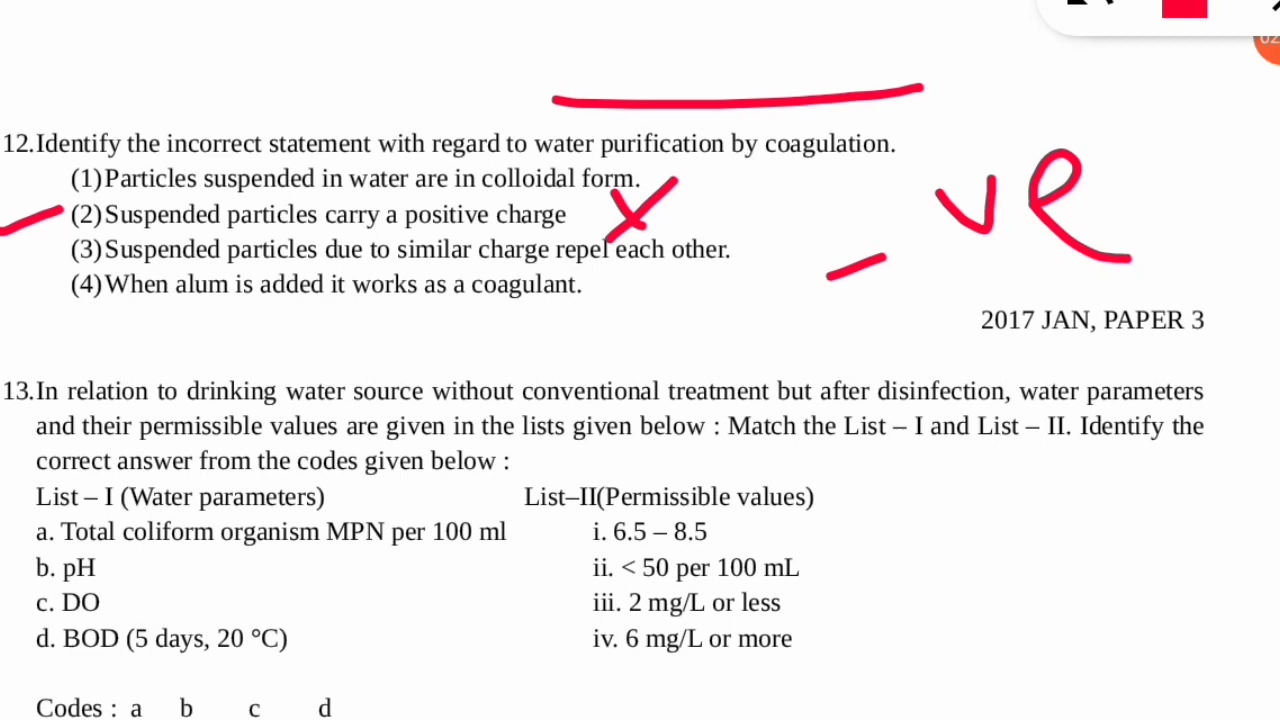 12.Identify the incorrect statement with regard to water purification by coagulation.
(1)Particles suspended in water are in colloidal form.
(2)Suspended particles carry a positive charge
(3)Suspended particles due to similar charge repel each other.
(4)When alum is added it works as a coagulant.
- ve
2017 JAN, PAPER 3
13.In relation to drinking water source without conventional treatment but after disinfection, water parameters
and their permissible values are given in the lists given below : Match the List – I and List – II. Identify the
correct answer from the codes given below :
List – I (Water parameters) List–II(Permissible values)
a. Total coliform organism MPN per 100 ml i. 6.5 – 8.5
b. pH ii. < 50 per 100 mL
c. DO iii. 2 mg/L or less
d. BOD (5 days, 20 °C) iv. 6 mg/L or more
Codes : a b c d